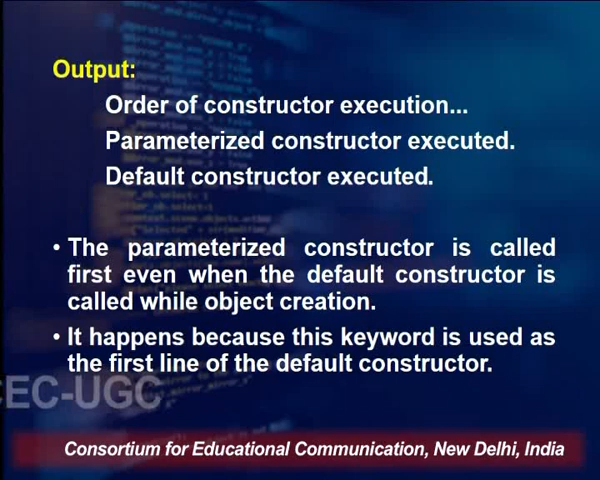 Output:
Order of constructor execution...
Parameterized constructor executed.
Default constructor executed.
• The parameterized constructor is called
first even when the default constructor is
called while object creation.
• It happens because this keyword is used as
the first line of the default constructor.
CEC-UGC
Consortium for Educational Communication, New Delhi, India